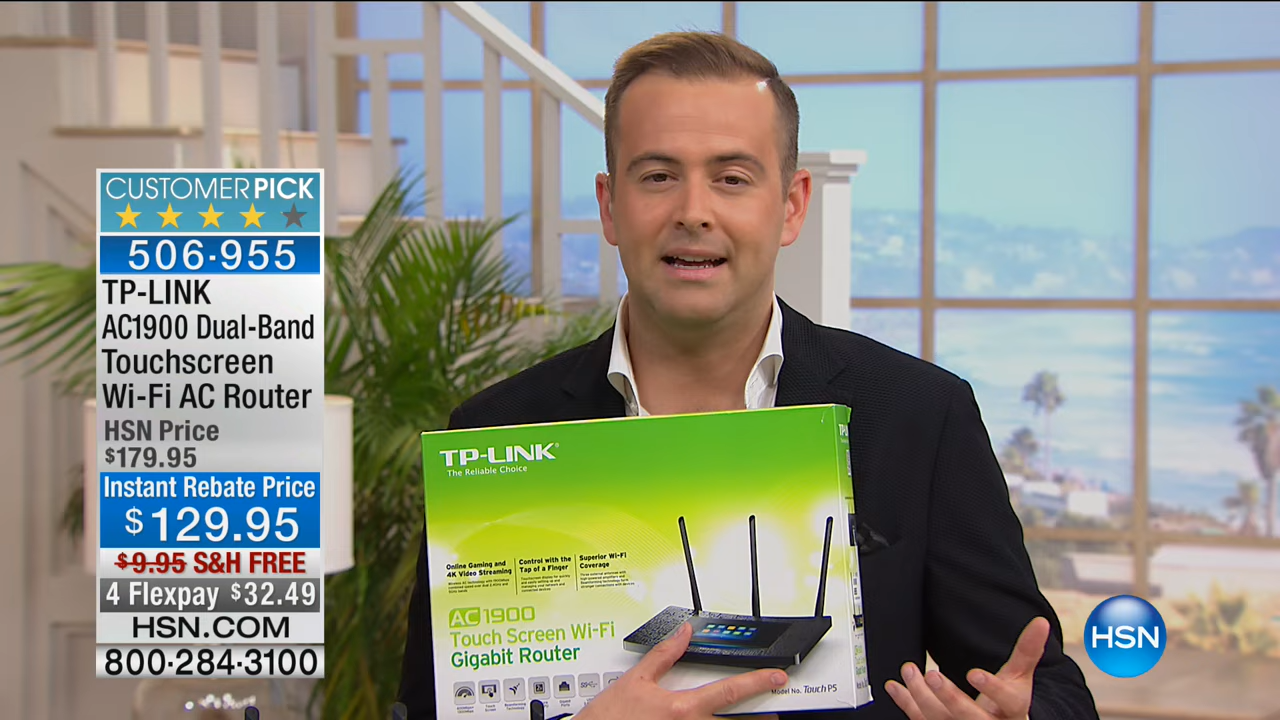 CUSTOMER PICK
506·955
TP-LINK
AC1900 Dual-Band
Touchscreen
Wi-Fi AC Router
HSN Price
$179.95
Instant Rebate Price
$129.95
$9.95 S&H FREE
4 Flexpay $32.49
HSN.COM
800·284·3100
TP-LINK®
The Reliable Choice
Online Gaming and
4K Video Streaming
Control with the
Tap of a Finger
Superior Wi-Fi
Coverage
AC1900
Touch Screen Wi-Fi
Gigabit Router
Model No. Touch P5
HSN